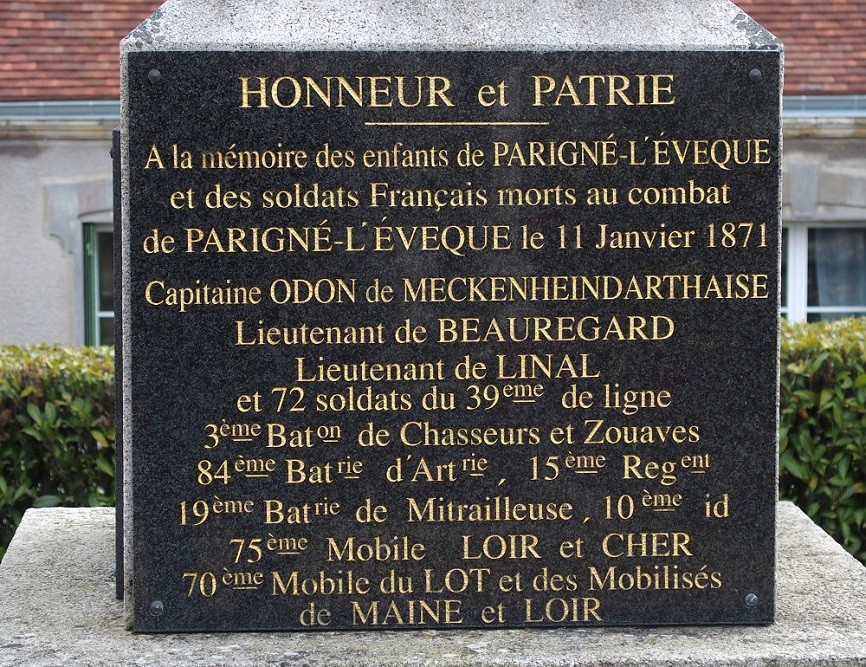 HONNEUR et PATRIE
A la mémoire des enfants de PARIGNÉ-L'ÉVEQUE
et des soldats Français morts au combat
de PARIGNÉ-L'ÉVEQUE le 11 Janvier 1871
Capitaine ODON de MECKENHEINDARTHAISE
Lieutenant de BEAUREGARD
Lieutenant de LINAL
et 72 soldats du 39eme de ligne
3ème Baton de Chasseurs et Zouaves
84ème Batrie d'Artrie, 15ème Regent
19ème Batrie de Mitrailleuse, 10ème id
75ème Mobile LOIR et CHER
70ème Mobile du LOT et des Mobilisés
de MAINE et LOIR